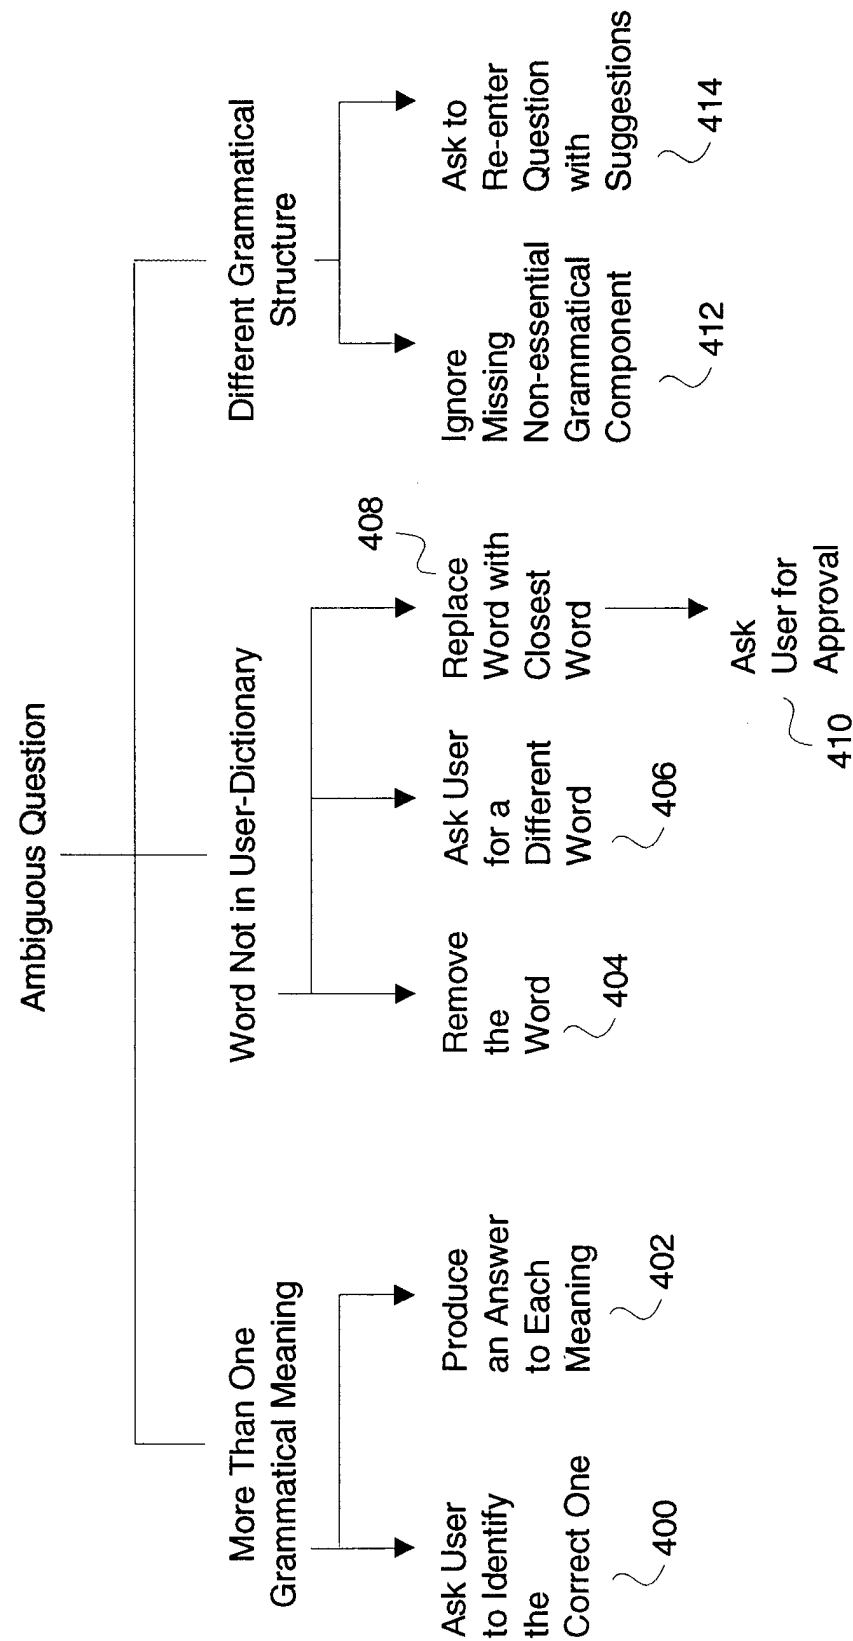 Ambiguous Question
More Than One
Grammatical Meaning
Ask User
to Identify
the
Correct One
400
Produce
an Answer
to Each
Meaning
402
Word Not in User-Dictionary
Remove
the
Word
404
Ask User
for a
Different
Word
406
408
Replace
Word with
Closest
Word
Ask
User for
Approval
410
Different Grammatical
Structure
Ignore
Missing
Non-essential
Grammatical
Component
412
Ask to
Re-enter
Question
with
Suggestions
414